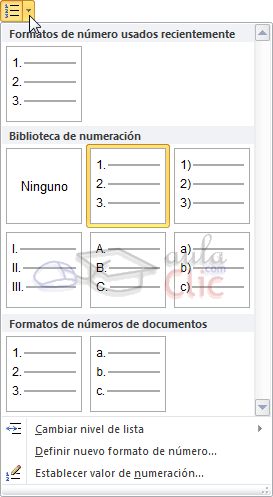 Formatos de número usados recientemente
1.
2.
3.
Biblioteca de numeración
Ninguno
1.
2.
3.
1)
2)
3)
I.
II.
III.
A.
B.
C.
a)
b)
c)
aulaClic.com
Formatos de números de documentos
1.
2.
3.
a.
b.
c.
Cambiar nivel de lista
Definir nuevo formato de número...
Establecer valor de numeración...